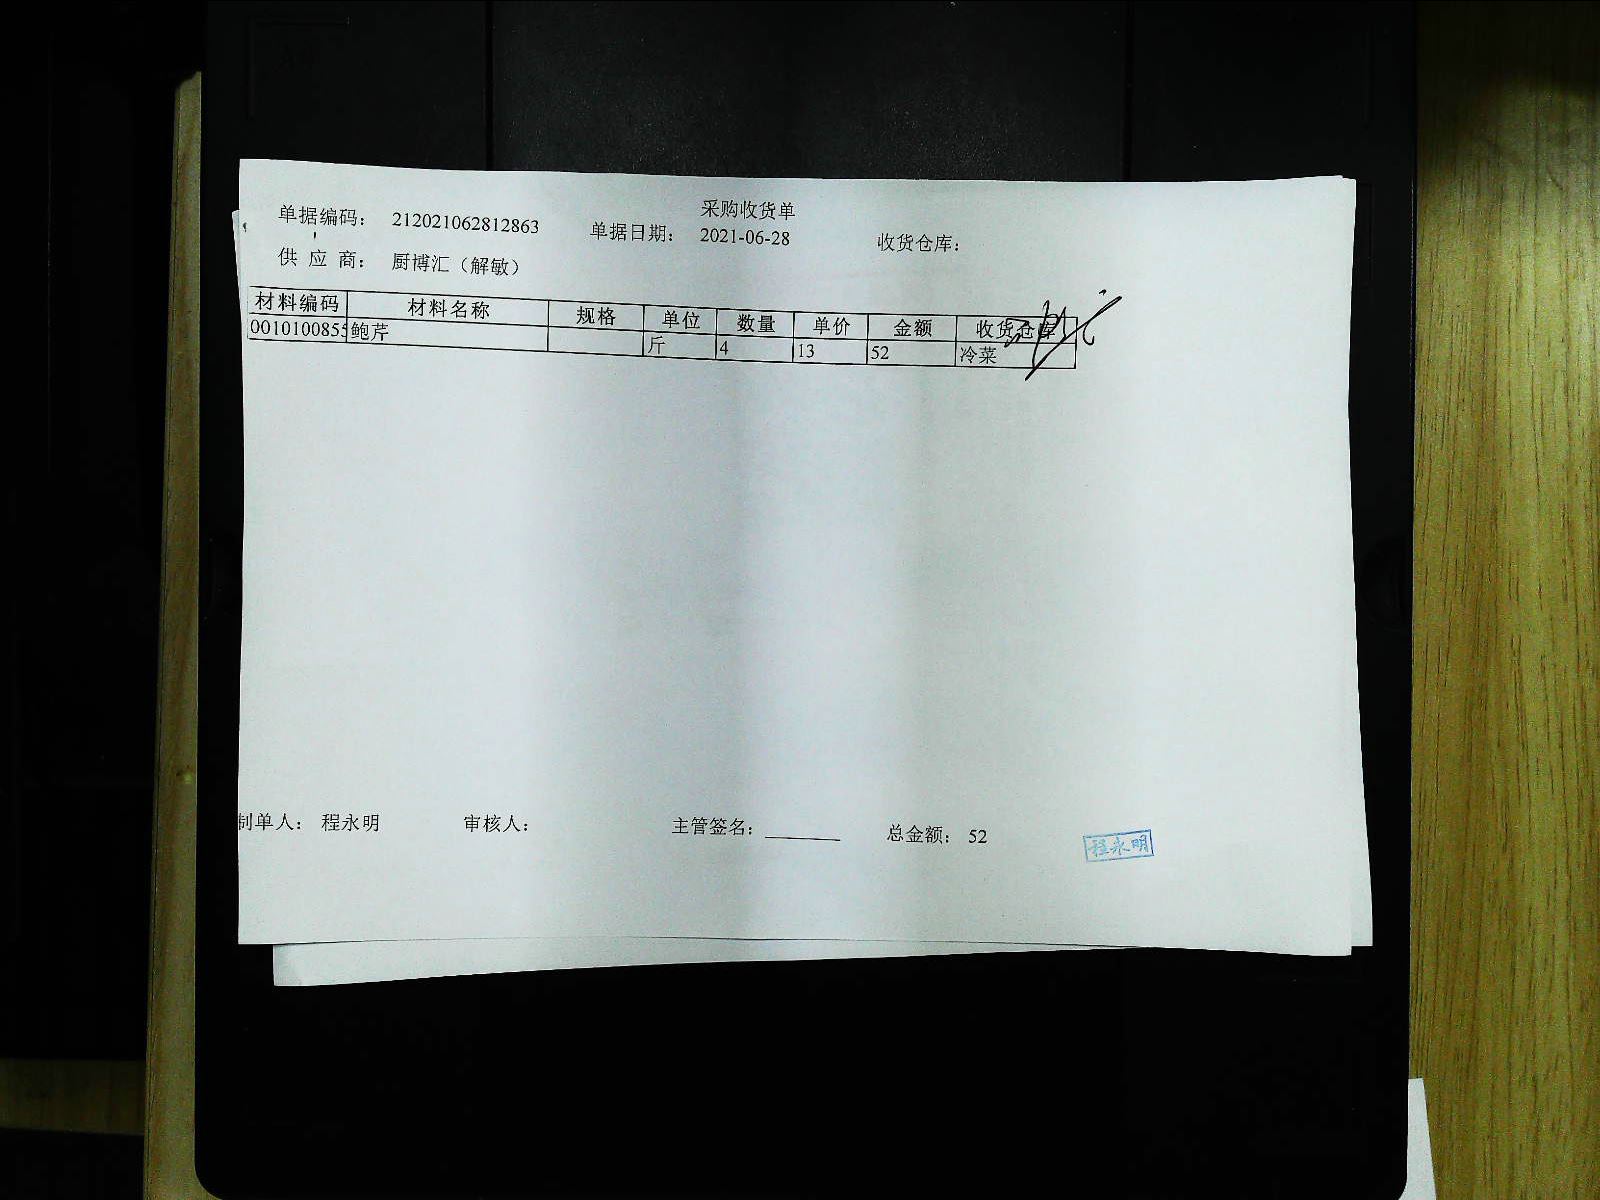 采购收货单
单据编码： 212021062812863 单据日期： 2021-06-28 收货仓库：
供 应 商： 厨博汇（解敏）
材料编码 材料名称 规格 单位 数量 单价 金额 收货仓库
0010100855 鲍芹 斤 4 13 52 冷菜
制单人： 程永明 审核人： 主管签名： 总金额： 52
程永明